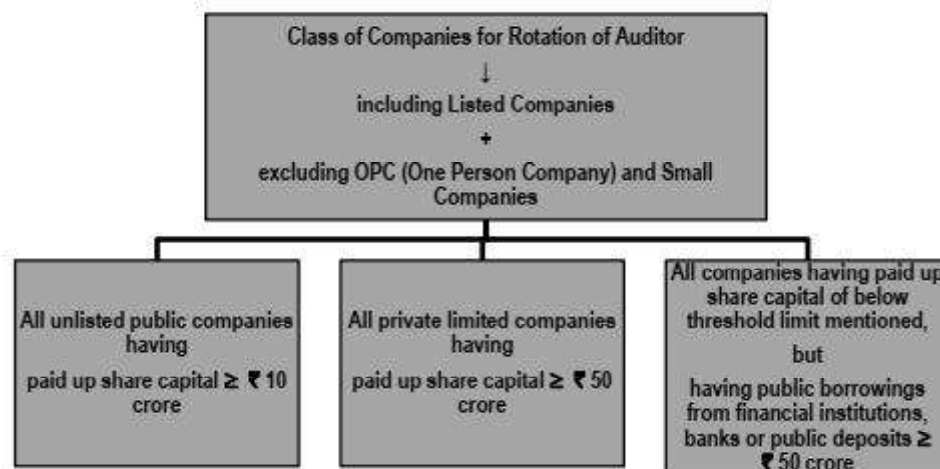 Class of Companies for Rotation of Auditor
↓
including Listed Companies
+
excluding OPC (One Person Company) and Small
Companies
All unlisted public companies
having
paid up share capital ≥ ₹ 10
crore
All private limited companies
having
paid up share capital ≥ ₹ 50
crore
All companies having paid up
share capital of below
threshold limit mentioned,
but
having public borrowings
from financial institutions,
banks or public deposits ≥
₹ 50 crore